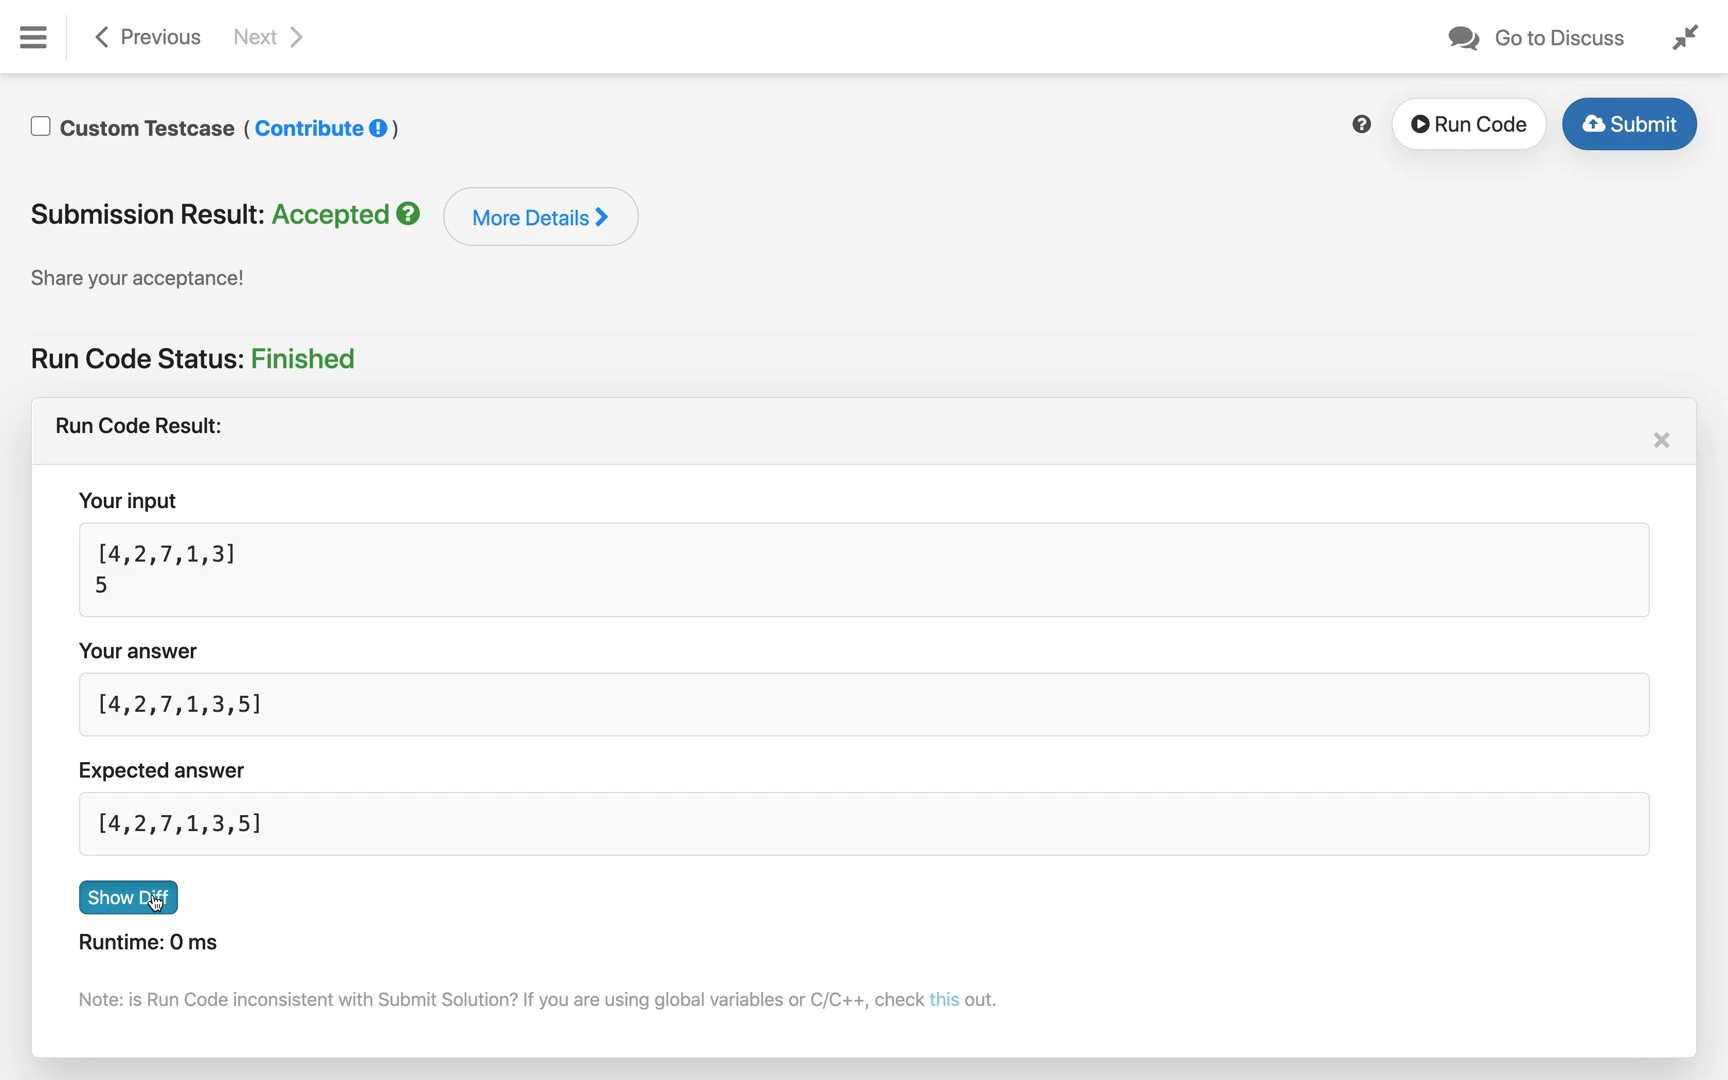 Previous Next Go to Discuss
Custom Testcase ( Contribute ) Run Code Submit
Submission Result: Accepted More Details
Share your acceptance!
Run Code Status: Finished
Run Code Result:
Your input
[4,2,7,1,3]
5
Your answer
[4,2,7,1,3,5]
Expected answer
[4,2,7,1,3,5]
Show Diff
Runtime: 0 ms
Note: is Run Code inconsistent with Submit Solution? If you are using global variables or C/C++, check this out.